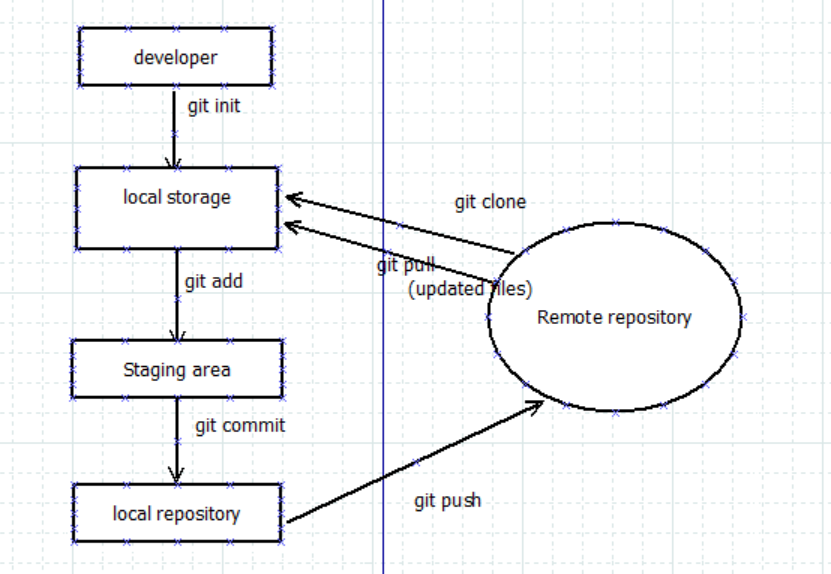 developer
git init
local storage
git clone
git pull
(updated files)
git add
Remote repository
Staging area
git commit
local repository
git push